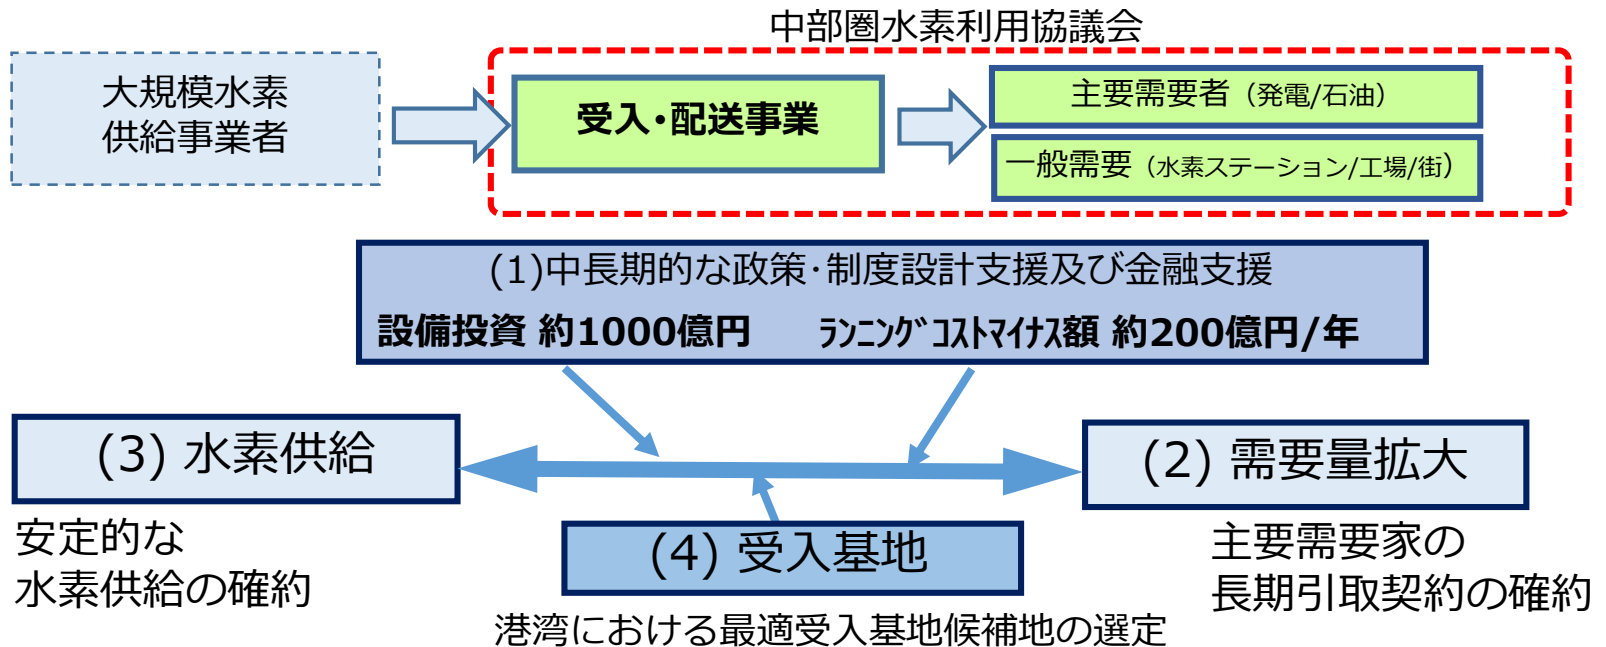 中部圏水素利用協議会
大規模水素
供給事業者
受入・配送事業
主要需要者（発電/石油）
一般需要（水素ステーション/工場/街）
(1)中長期的な政策・制度設計支援及び金融支援
設備投資 約1000億円 ﾗﾝﾆﾝｸﾞｺｽﾄﾏｲﾅｽ額 約200億円/年
(3) 水素供給
(2) 需要量拡大
安定的な
水素供給の確約
(4) 受入基地
主要需要家の
長期引取契約の確約
港湾における最適受入基地候補地の選定